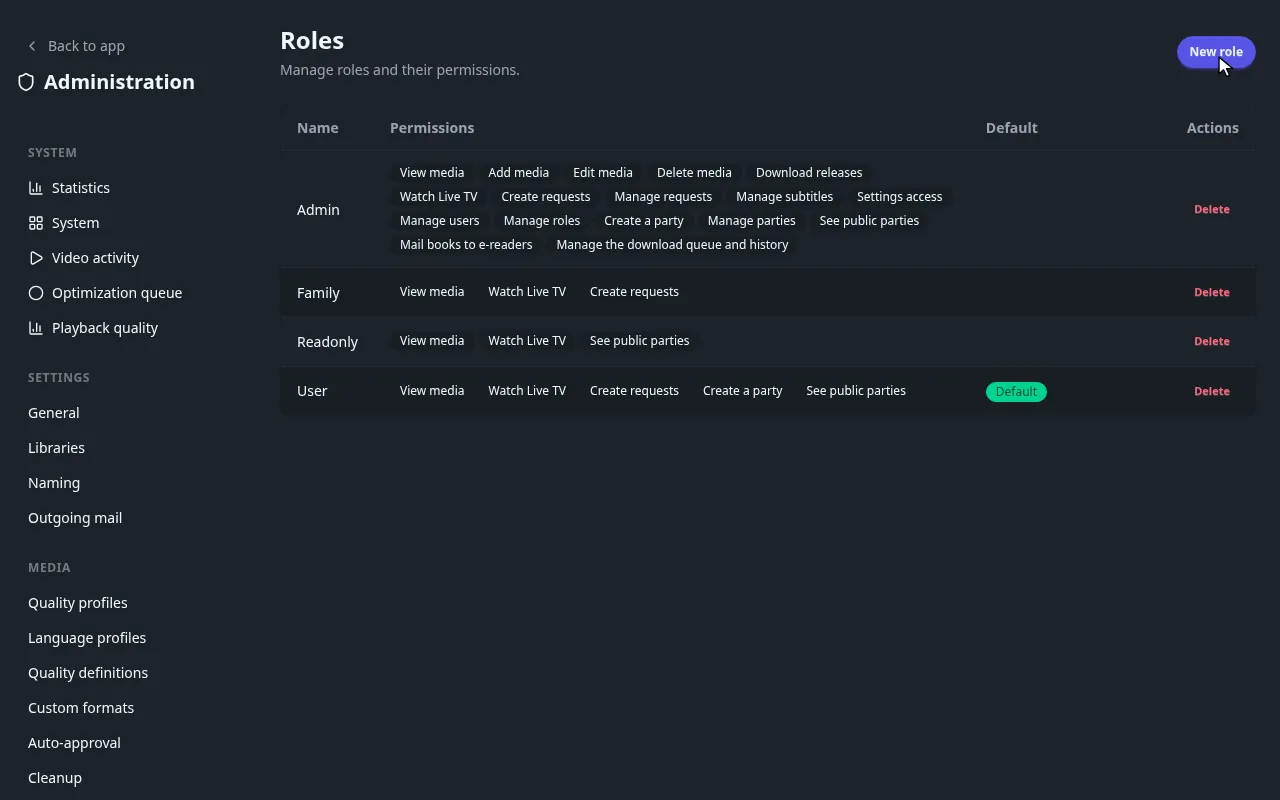 Back to app
Administration
SYSTEM
Statistics
System
Video activity
Optimization queue
Playback quality
SETTINGS
General
Libraries
Naming
Outgoing mail
MEDIA
Quality profiles
Language profiles
Quality definitions
Custom formats
Auto-approval
Cleanup
Roles
Manage roles and their permissions.
New role
Name Permissions Default Actions
Admin
View media Add media Edit media Delete media Download releases
Watch Live TV Create requests Manage requests Manage subtitles Settings access
Manage users Manage roles Create a party Manage parties See public parties
Mail books to e-readers Manage the download queue and history
Delete
Family View media Watch Live TV Create requests Delete
Readonly View media Watch Live TV See public parties Delete
User View media Watch Live TV Create requests Create a party See public parties Default Delete